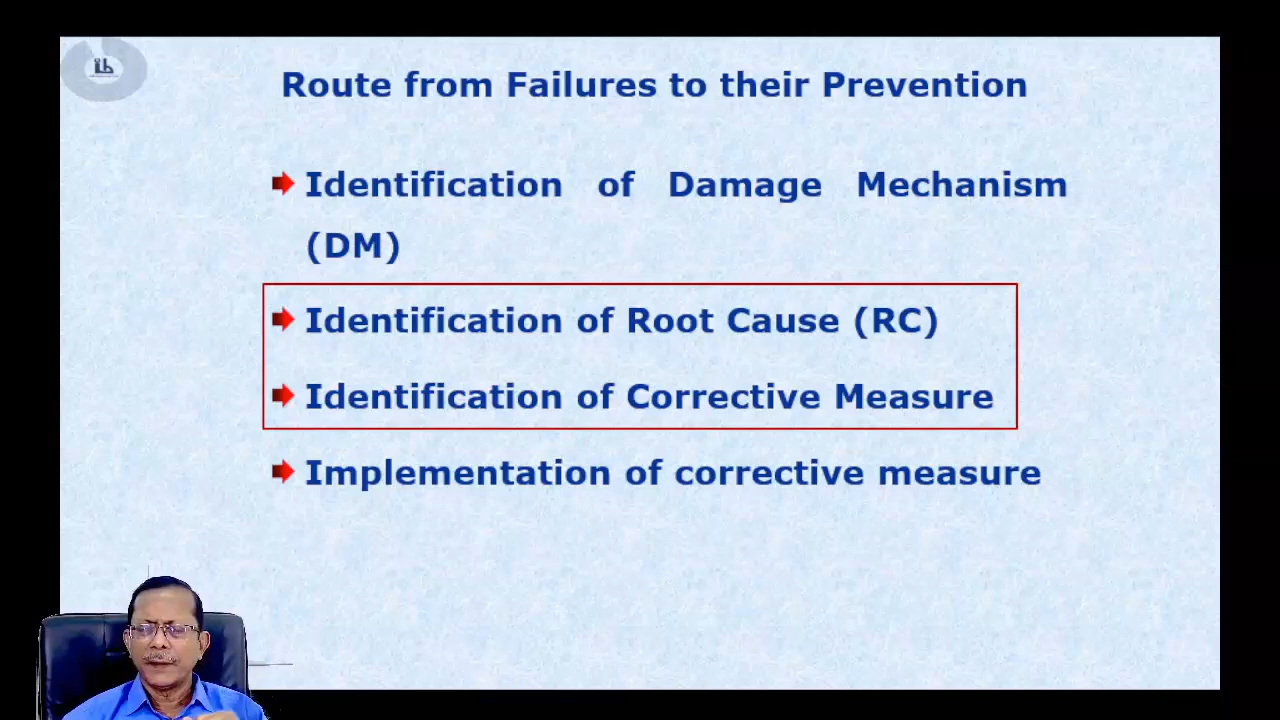 Route from Failures to their Prevention
Identification of Damage Mechanism
(DM)
Identification of Root Cause (RC)
Identification of Corrective Measure
Implementation of corrective measure